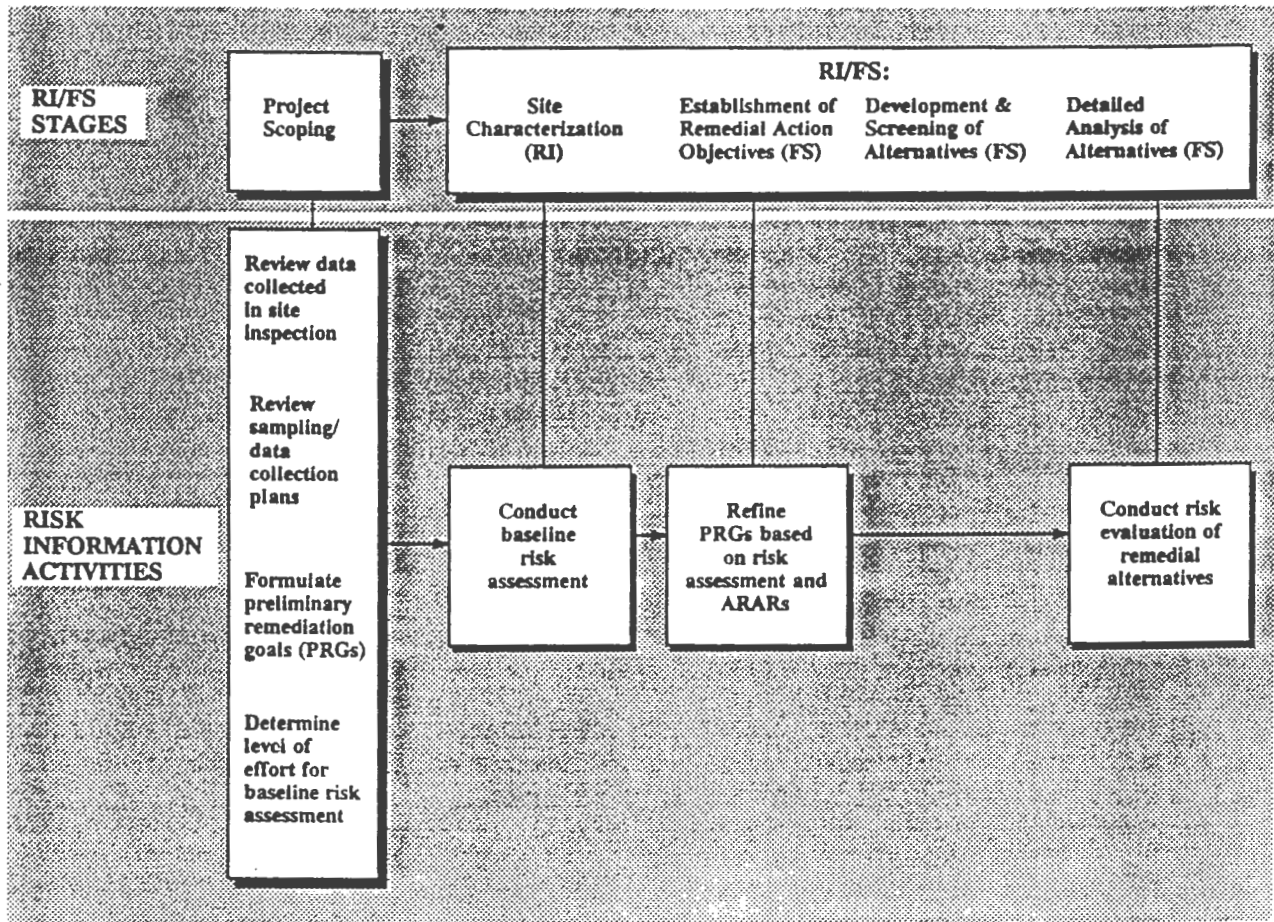 RI/FS
STAGES
Project
Scoping
RI/FS:
Site
Characterization
(RI)
Establishment of
Remedial Action
Objectives (FS)
Development &
Screening of
Alternatives (FS)
Detailed
Analysis of
Alternatives (FS)
RISK
INFORMATION
ACTIVITIES
Review data
collected
in site
inspection
Review
sampling/
data
collection
plans
Formulate
preliminary
remediation
goals (PRGs)
Determine
level of
effort for
baseline risk
assessment
Conduct
baseline
risk
assessment
Refine
PRGs based
on risk
assessment and
ARARs
Conduct risk
evaluation of
remedial
alternatives